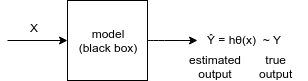 X
model
(black box)
Ŷ = hθ(x) ~ Y
estimated true
output output